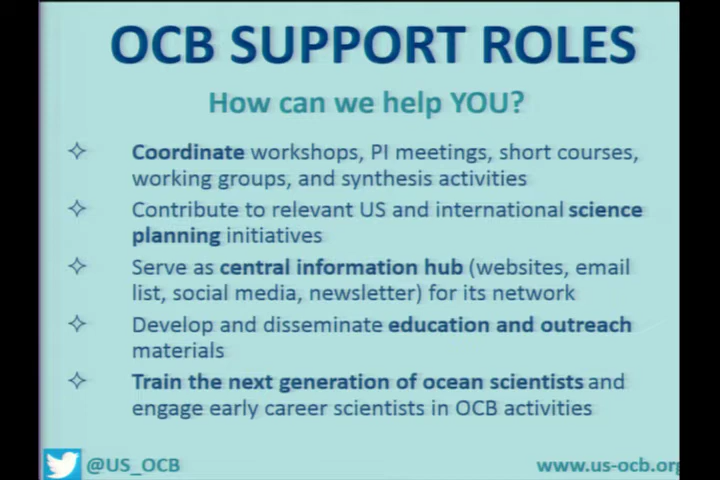 OCB SUPPORT ROLES
How can we help YOU?
Coordinate workshops, PI meetings, short courses,
working groups, and synthesis activities
Contribute to relevant US and international science
planning initiatives
Serve as central information hub (websites, email
list, social media, newsletter) for its network
Develop and disseminate education and outreach
materials
Train the next generation of ocean scientists and
engage early career scientists in OCB activities
@US_OCB
www.us-ocb.org